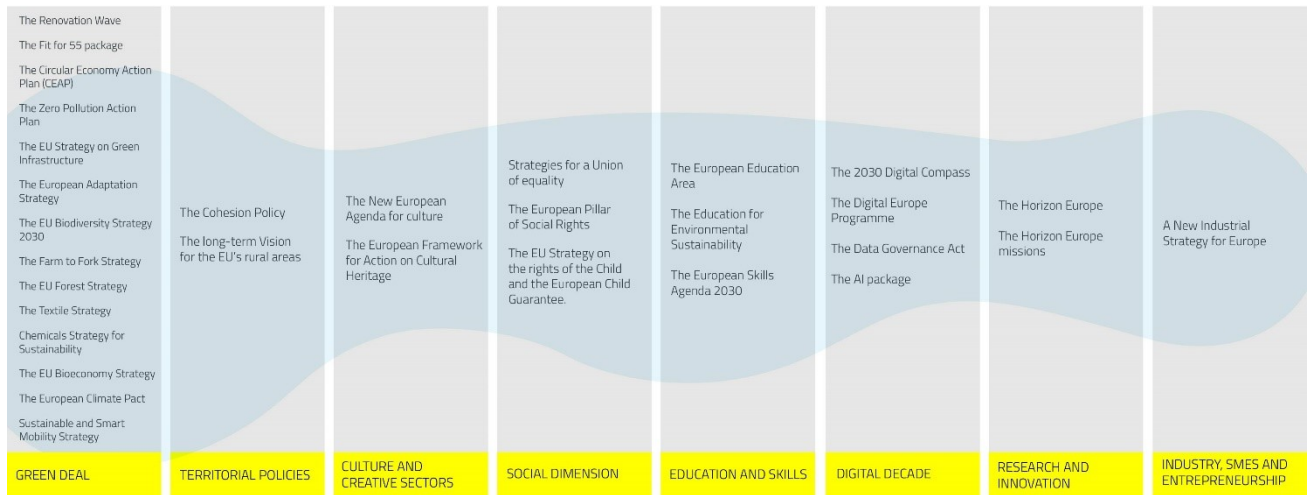 The Renovation Wave
The Fit for 55 package
The Circular Economy Action
Plan (CEAP)
The Zero Pollution Action
Plan
The EU Strategy on Green
Infrastructure
The European Adaptation
Strategy
The EU Biodiversity Strategy
2030
The Farm to Fork Strategy
The EU Forest Strategy
The Textile Strategy
Chemicals Strategy for
Sustainability
The EU Bioeconomy Strategy
The European Climate Pact
Sustainable and Smart
Mobility Strategy
GREEN DEAL
The Cohesion Policy
The long-term Vision
for the EU's rural areas
TERRITORIAL POLICIES
The New European
Agenda for culture
The European Framework
for Action on Cultural
Heritage
CULTURE AND
CREATIVE SECTORS
Strategies for a Union
of equality
The European Pillar
of Social Rights
The EU Strategy on
the rights of the Child
and the European Child
Guarantee.
SOCIAL DIMENSION
The European Education
Area
The Education for
Environmental
Sustainability
The European Skills
Agenda 2030
EDUCATION AND SKILLS
The 2030 Digital Compass
The Digital Europe
Programme
The Data Governance Act
The AI package
DIGITAL DECADE
The Horizon Europe
The Horizon Europe
missions
RESEARCH AND
INNOVATION
A New Industrial
Strategy for Europe
INDUSTRY, SMES AND
ENTREPRENEURSHIP